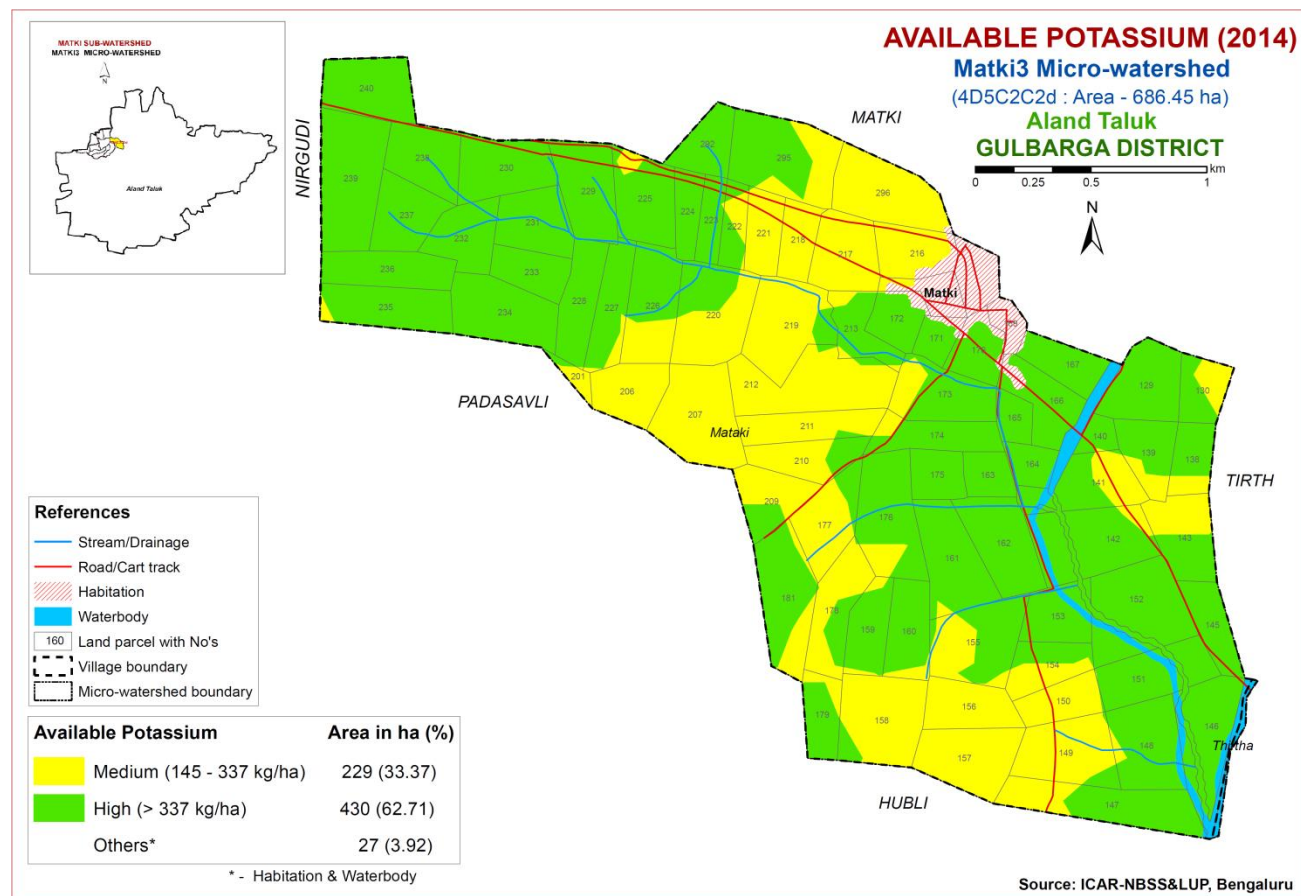 MATKI SUB-WATERSHED
MATKI3 MICRO-WATERSHED
N
Aland Taluk
AVAILABLE POTASSIUM (2014)
Matki3 Micro-watershed
(4D5C2C2d : Area - 686.45 ha)
Aland Taluk
GULBARGA DISTRICT
km
0 0.25 0.5 1
N
NIRGUDI
MATKI
PADASAVLI
TIRTH
HUBLI
Matki
Mataki
240
292
295
296
238
230
239
229
225
224
223
222
221
218
217
216
237
232
231
236
233
235
234
228
227
226
220
219
213
172
171
167
166
128
130
201
206
207
212
211
210
209
173
174
165
164
140
139
138
141
175
163
177
176
161
162
142
143
181
178
159
160
155
153
152
145
154
151
150
156
179
158
157
149
148
146
147
References
Stream/Drainage
Road/Cart track
Habitation
Waterbody
160 Land parcel with No's
Village boundary
Micro-watershed boundary
Available Potassium Area in ha (%)
Medium (145 - 337 kg/ha) 229 (33.37)
High (> 337 kg/ha) 430 (62.71)
Others* 27 (3.92)
* - Habitation & Waterbody
Source: ICAR-NBSS&LUP, Bengaluru